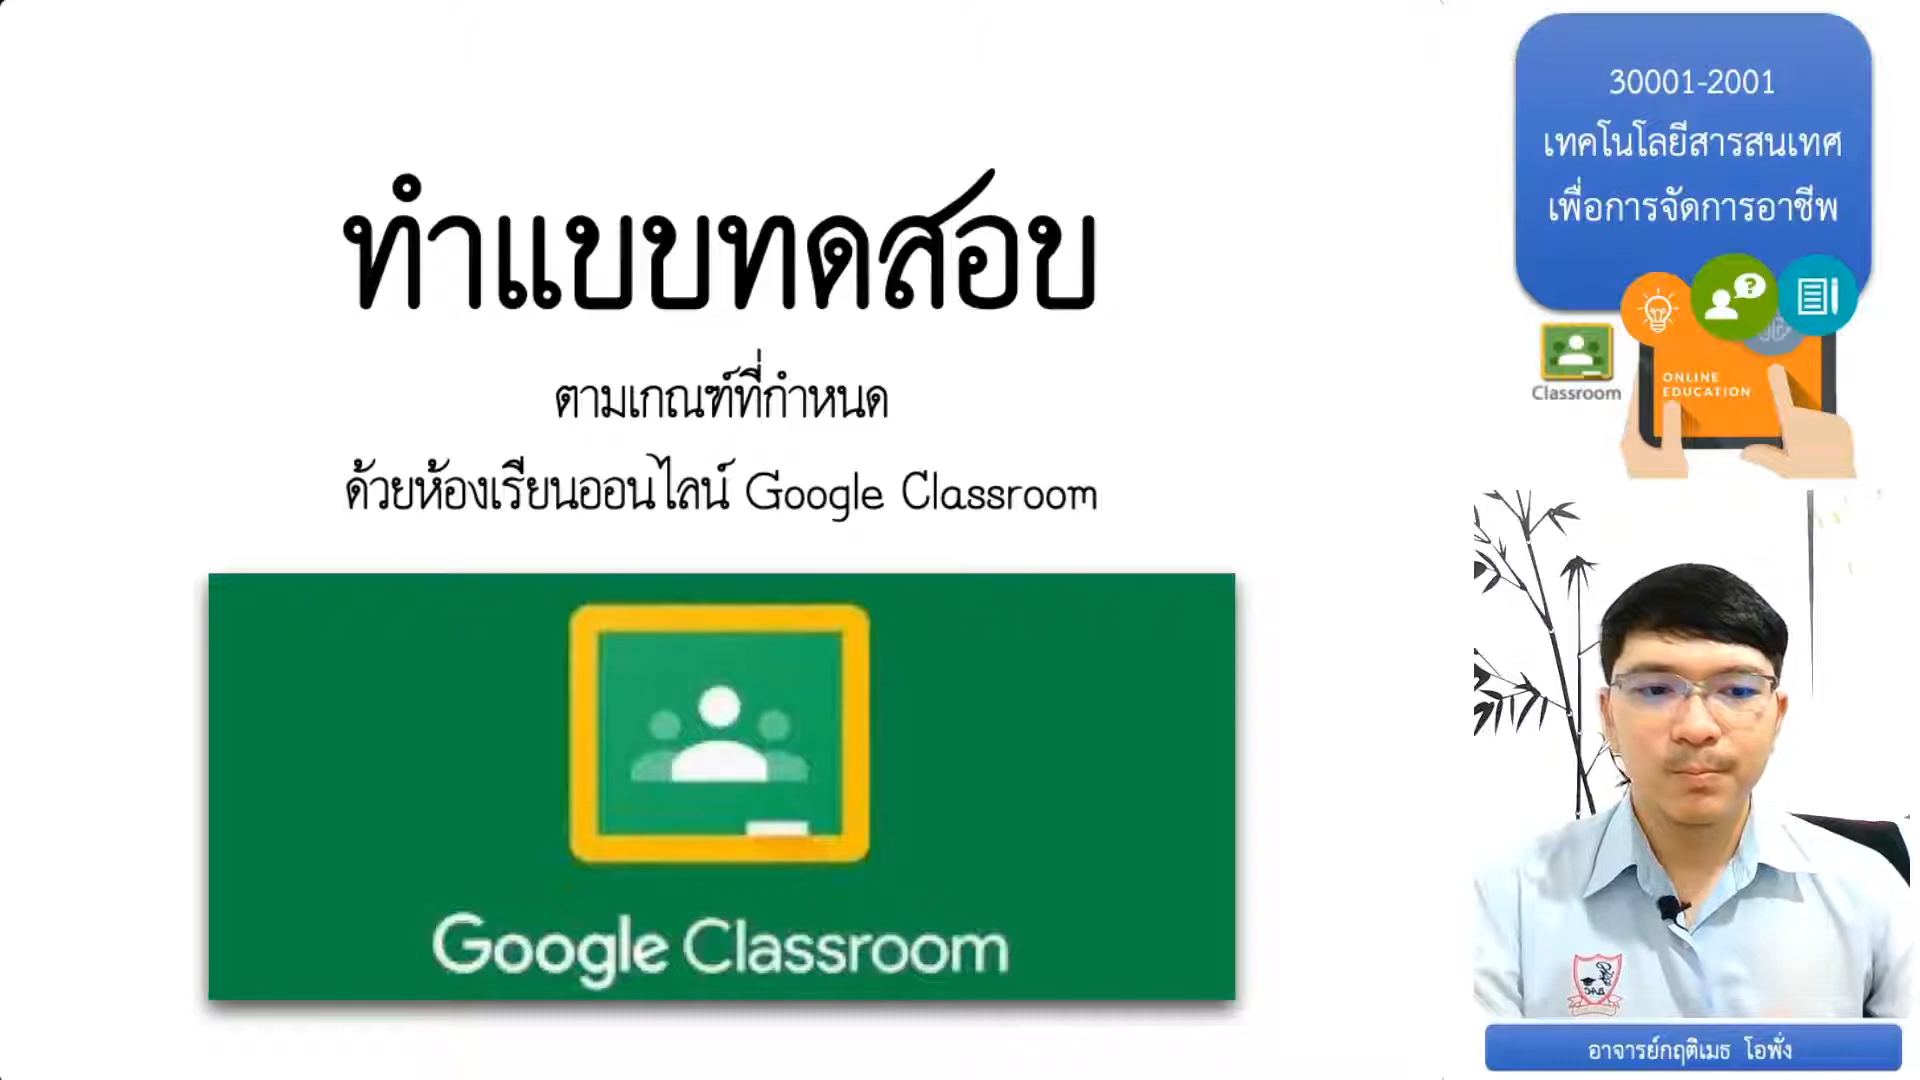 ทำแบบทดสอบ
ตามเกณฑ์ที่กำหนด
ด้วยห้องเรียนออนไลน์ Google Classroom
Google Classroom
30001-2001
เทคโนโลยีสารสนเทศ
เพื่อการจัดการอาชีพ
?
Classroom
ONLINE
EDUCATION
อาจารย์กฤติเมธ โอพั่ง